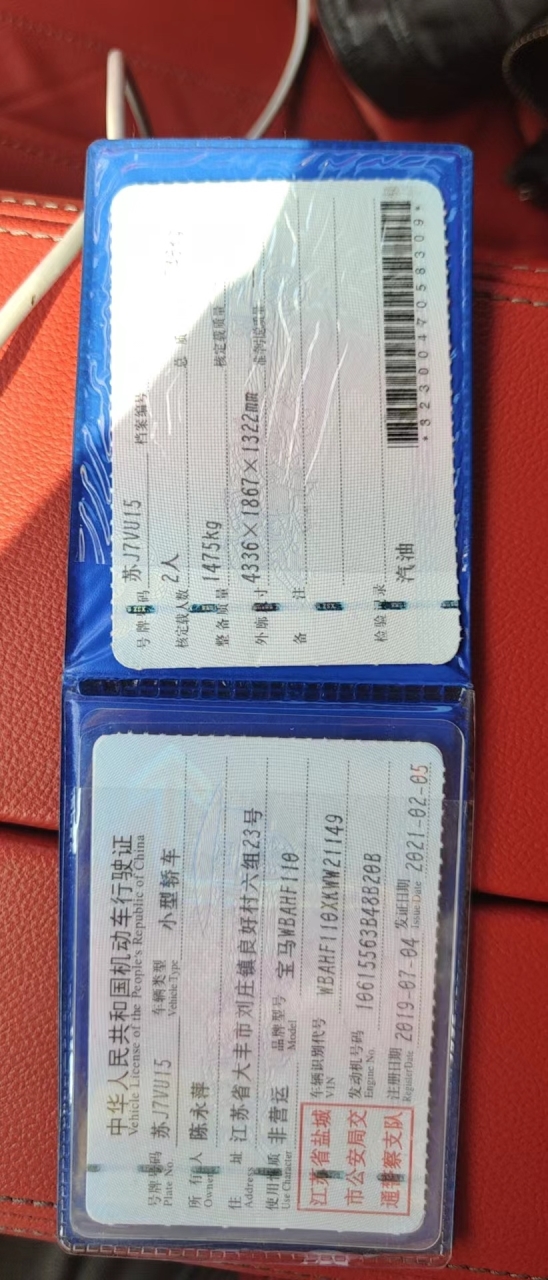 中华人民共和国机动车行驶证
Vehicle License of the People's Republic of China
号牌号码 苏J7VU15 车辆类型 小型轿车
Plate No. Vehicle Type
所有人 陈永萍
Owner
住址 江苏省大丰市刘庄镇良好村六组23号
Address
使用性质 非营运 品牌型号 宝马WBAHF110
Use Character Model
江苏省盐城
市公安局交
通警察支队
车辆识别代号 WBAHF110XKWW21149
VIN
发动机号码 10615563B48B20B
Engine No.
注册日期 2019-07-04 发证日期 2021-02-05
Register Date Issue Date
号牌号码 苏J7VU15 档案编号
核定载人数 2人 总质
整备质量 1475kg 核定载质量
外廓尺寸 4336×1867×1322mm 准牵引总质量
备注
检验记录 汽油
*3230047058309*